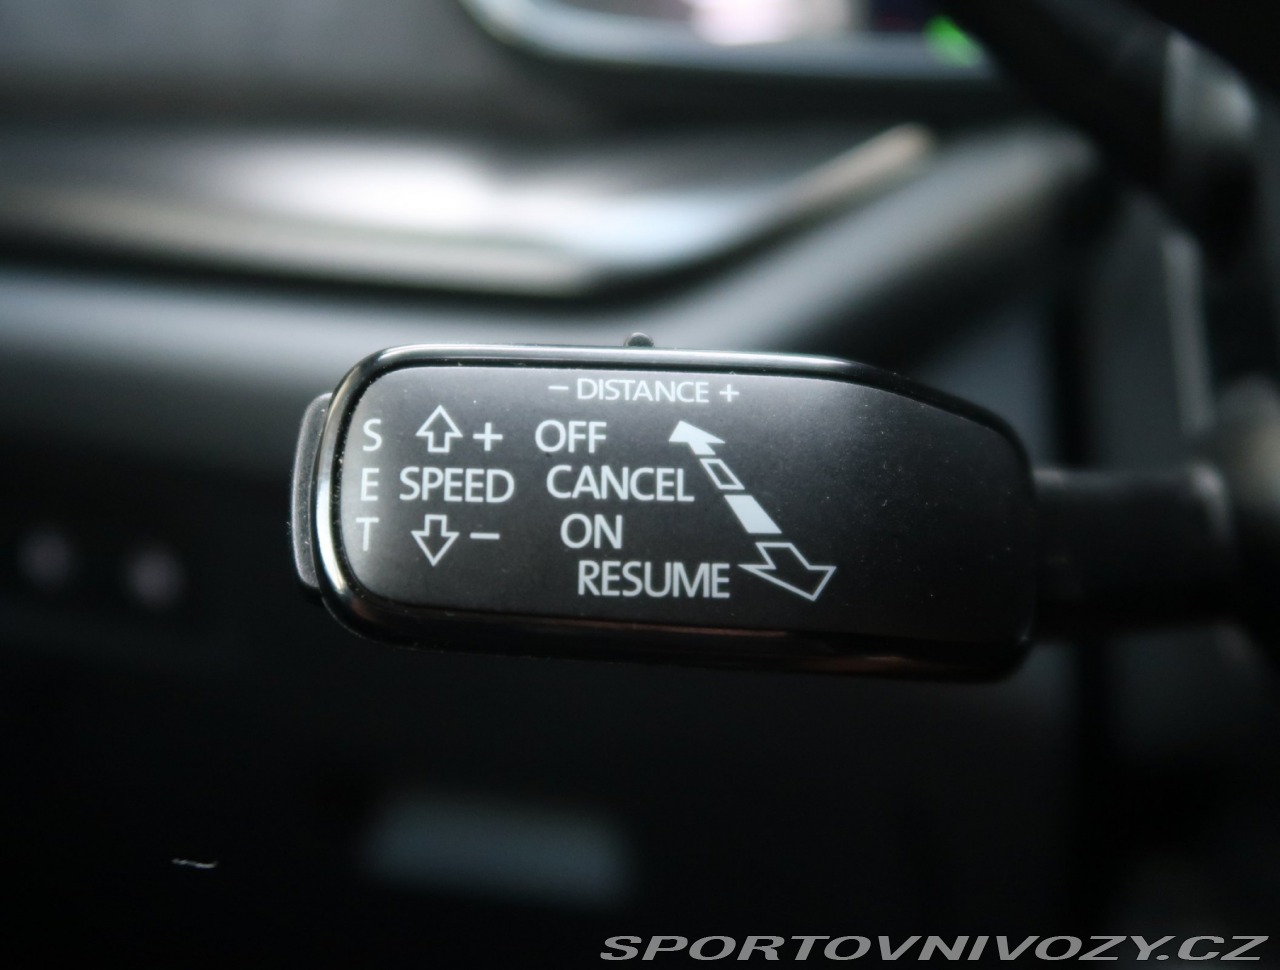 - DISTANCE +
S + OFF
E SPEED CANCEL
T - ON
RESUME
SPORTOVNIVOZY.CZ